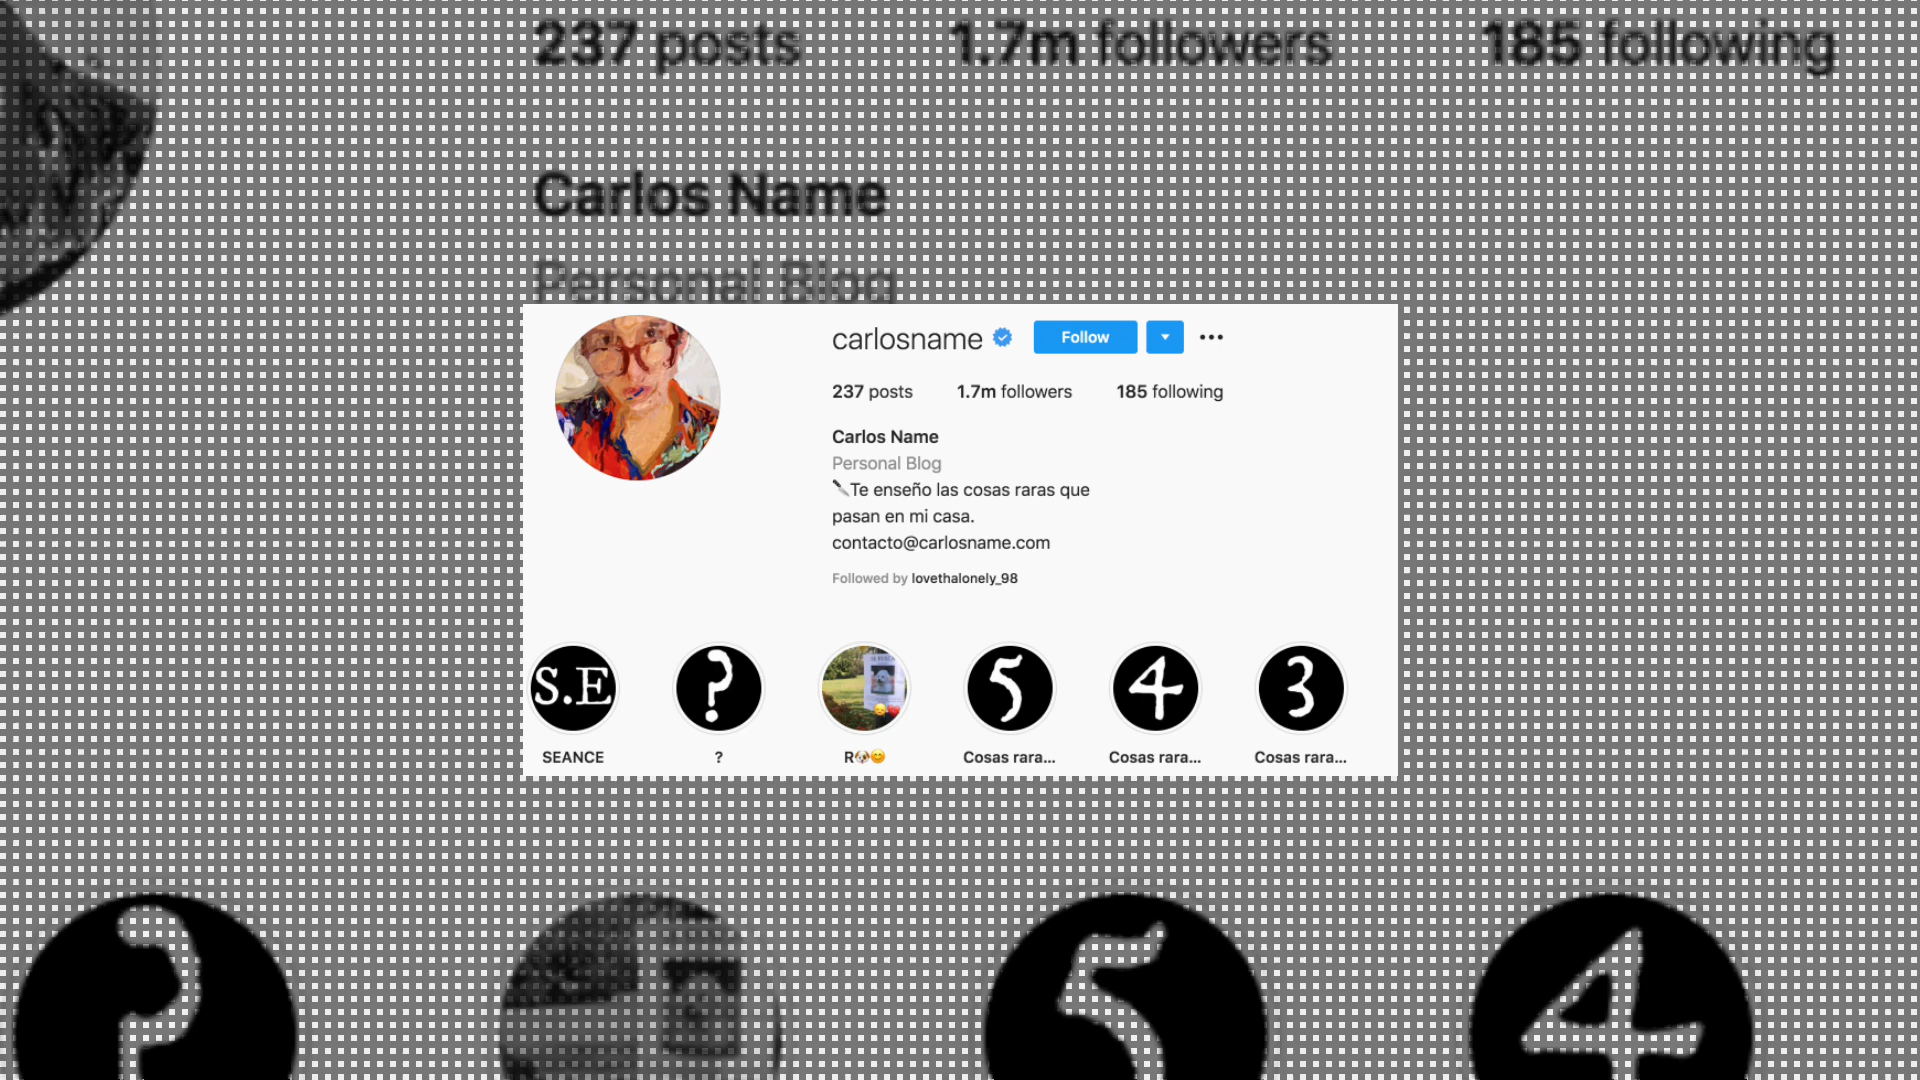 237 posts 1.7m followers 185 following
Carlos Name
Personal Blog
carlosname Follow
237 posts 1.7m followers 185 following
Carlos Name
Personal Blog
🔪Te enseño las cosas raras que
pasan en mi casa.
contacto@carlosname.com
Followed by lovethalonely_98
S.E ? 5 4 3
SEANCE ? R🐶😊 Cosas rara... Cosas rara... Cosas rara...
? 5 4